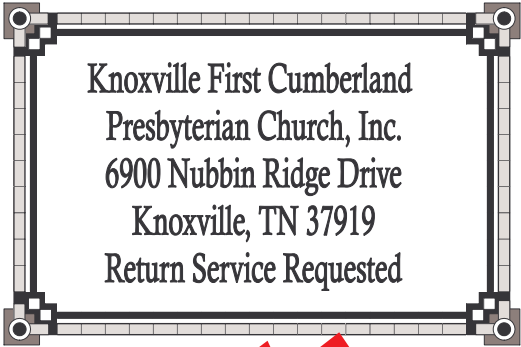 Knoxville First Cumberland
Presbyterian Church, Inc.
6900 Nubbin Ridge Drive
Knoxville, TN 37919
Return Service Requested